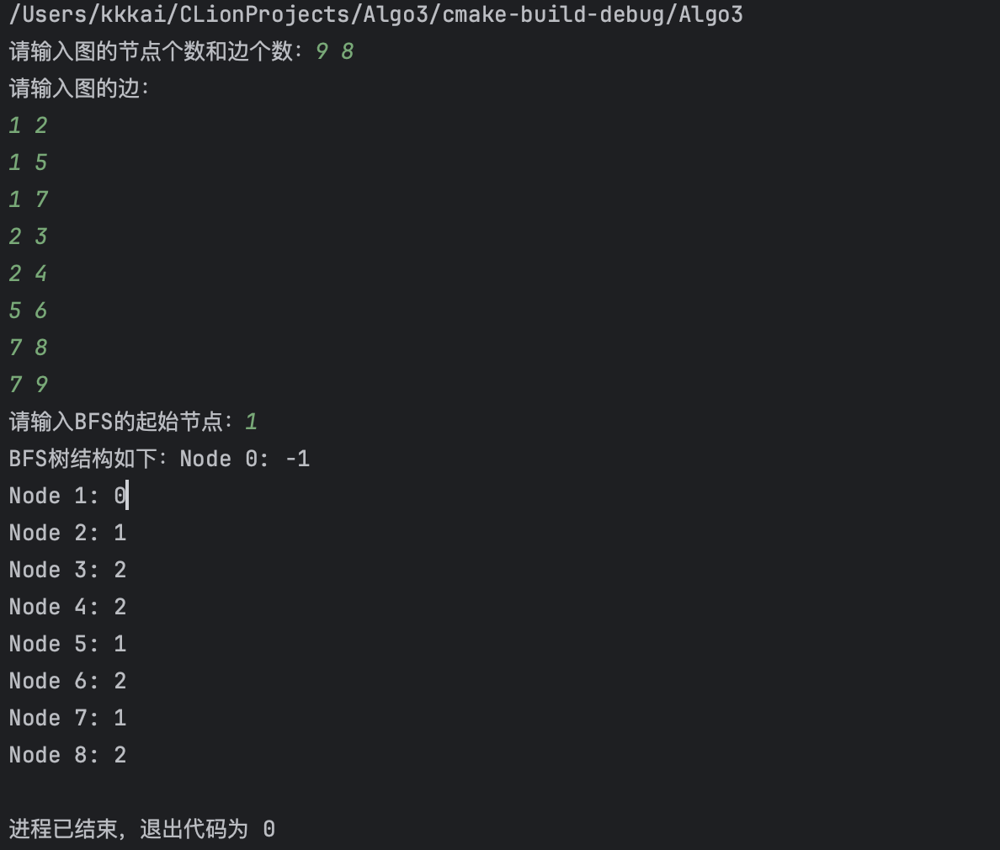 /Users/kkkai/CLionProjects/Algo3/cmake-build-debug/Algo3
请输入图的节点个数和边个数：9 8
请输入图的边：
1 2
1 5
1 7
2 3
2 4
5 6
7 8
7 9
请输入BFS的起始节点：1
BFS树结构如下：Node 0: -1
Node 1: 0
Node 2: 1
Node 3: 2
Node 4: 2
Node 5: 1
Node 6: 2
Node 7: 1
Node 8: 2
进程已结束，退出代码为 0